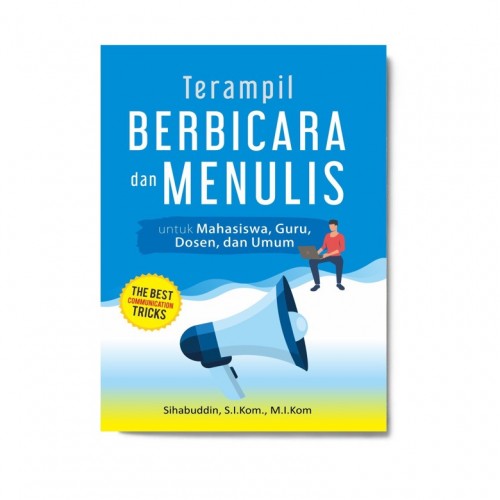 Terampil
BERBICARA
dan MENULIS
untuk Mahasiswa, Guru,
Dosen, dan Umum
THE BEST
COMMUNICATION
TRICKS
Sihabuddin, S.I.Kom., M.I.Kom